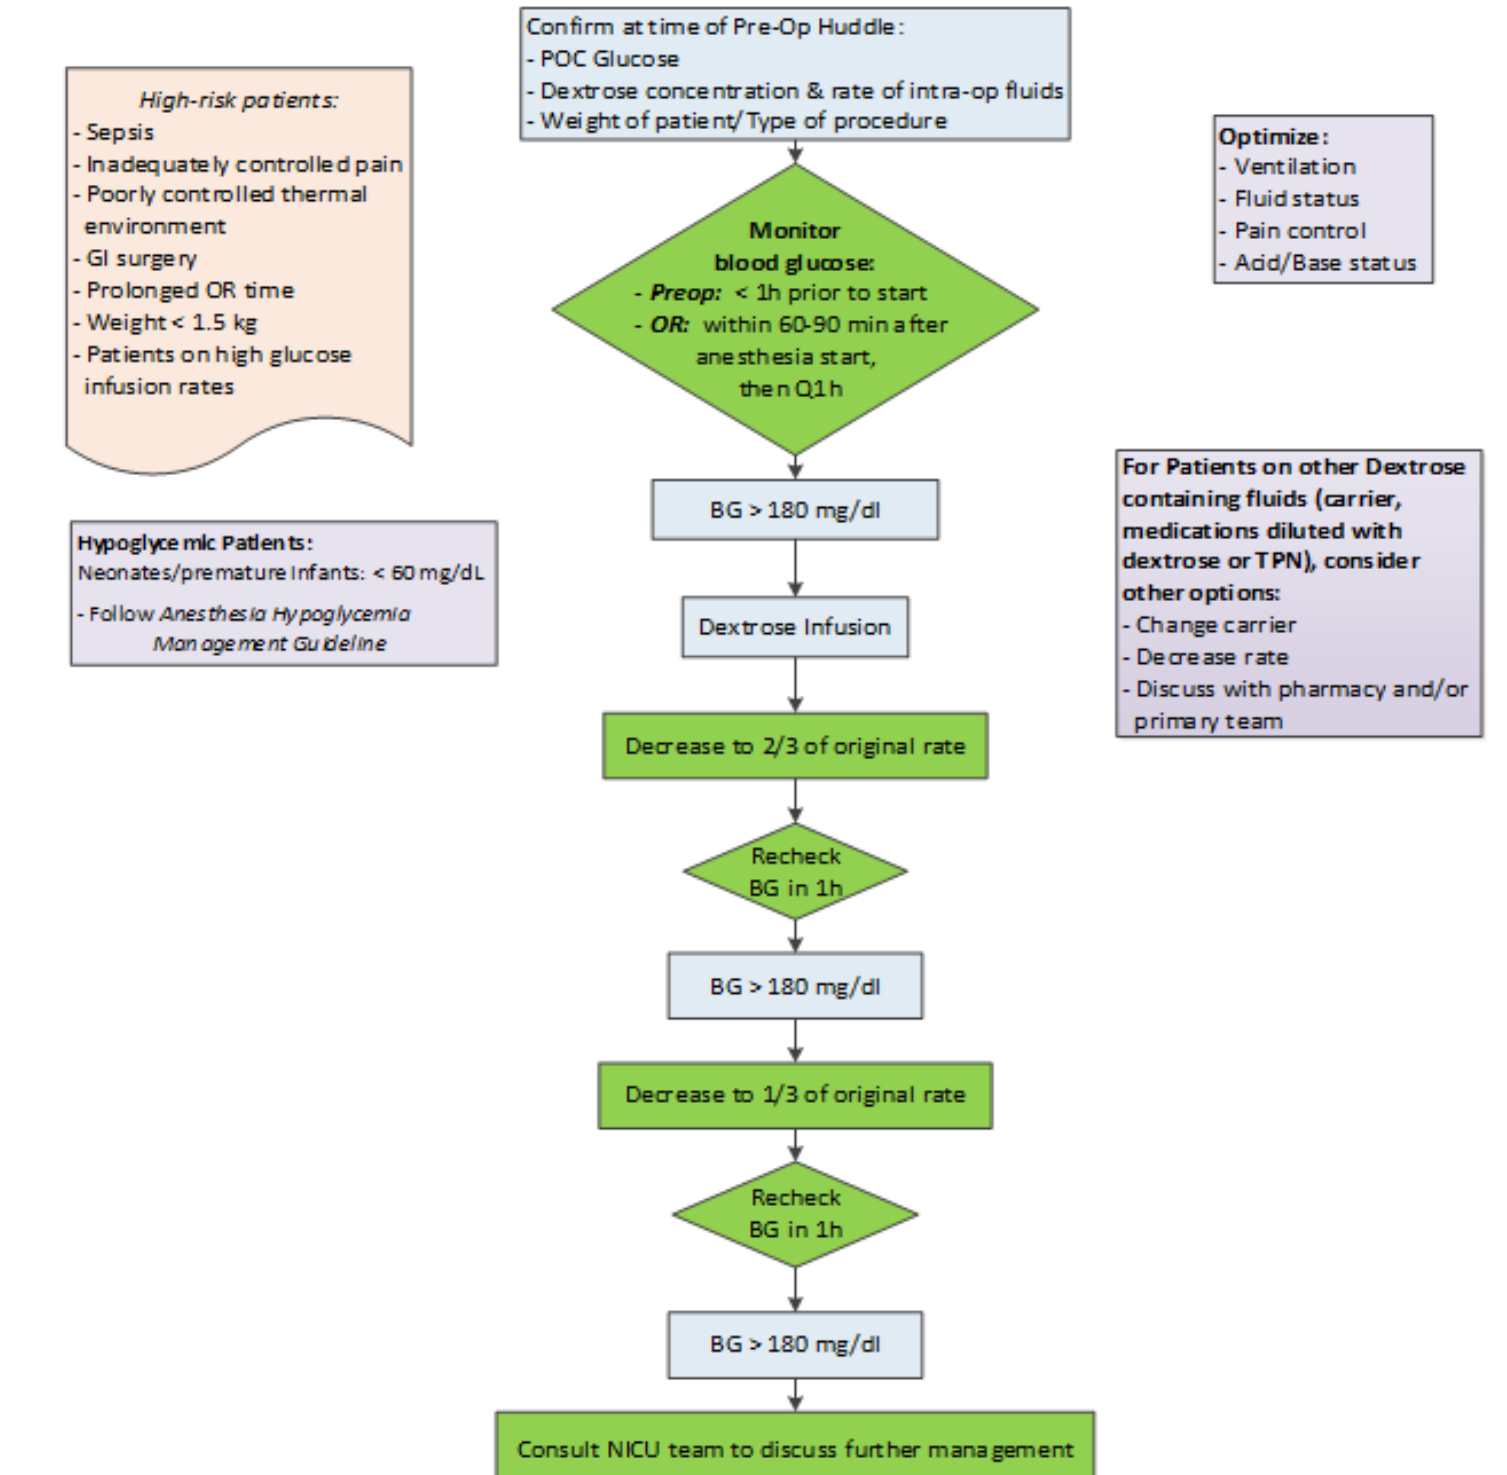 Confirm at time of Pre-Op Huddle:
- POC Glucose
- Dextrose concentration & rate of intra-op fluids
- Weight of patient/Type of procedure
High-risk patients:
- Sepsis
- Inadequately controlled pain
- Poorly controlled thermal
environment
- GI surgery
- Prolonged OR time
- Weight < 1.5 kg
- Patients on high glucose
infusion rates
Optimize:
- Ventilation
- Fluid status
- Pain control
- Acid/Base status
Monitor
blood glucose:
- Preop: < 1h prior to start
- OR: within 60-90 min after
anesthesia start,
then Q1h
Hypoglycemic Patients:
Neonates/premature Infants: < 60 mg/dL
- Follow Anesthesia Hypoglycemia
Management Guideline
For Patients on other Dextrose
containing fluids (carrier,
medications diluted with
dextrose or TPN), consider
other options:
- Change carrier
- Decrease rate
- Discuss with pharmacy and/or
primary team
BG > 180 mg/dl
Dextrose Infusion
Decrease to 2/3 of original rate
Recheck
BG in 1h
BG > 180 mg/dl
Decrease to 1/3 of original rate
Recheck
BG in 1h
BG > 180 mg/dl
Consult NICU team to discuss further management